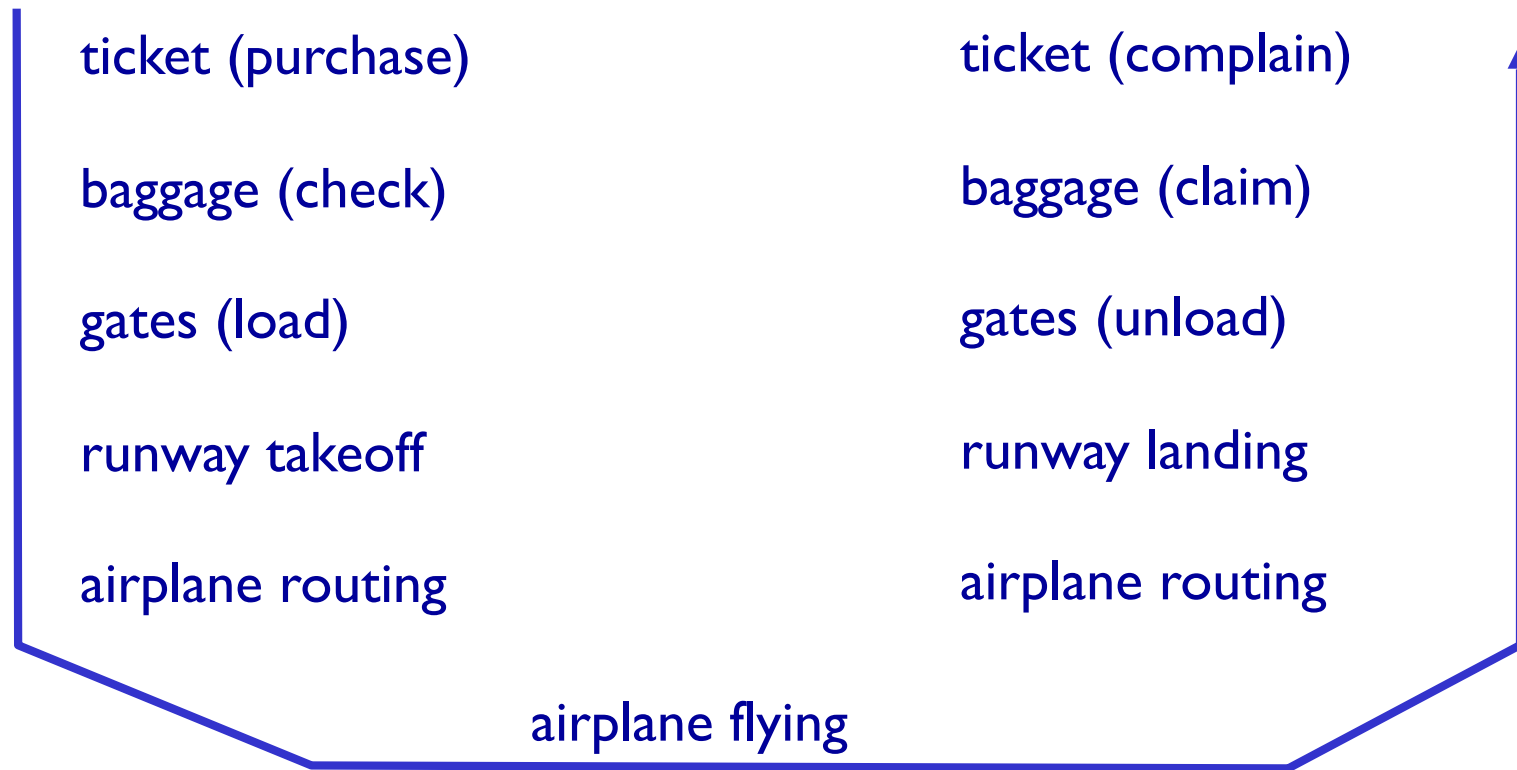 ticket (purchase)
baggage (check)
gates (load)
runway takeoff
airplane routing
airplane flying
ticket (complain)
baggage (claim)
gates (unload)
runway landing
airplane routing